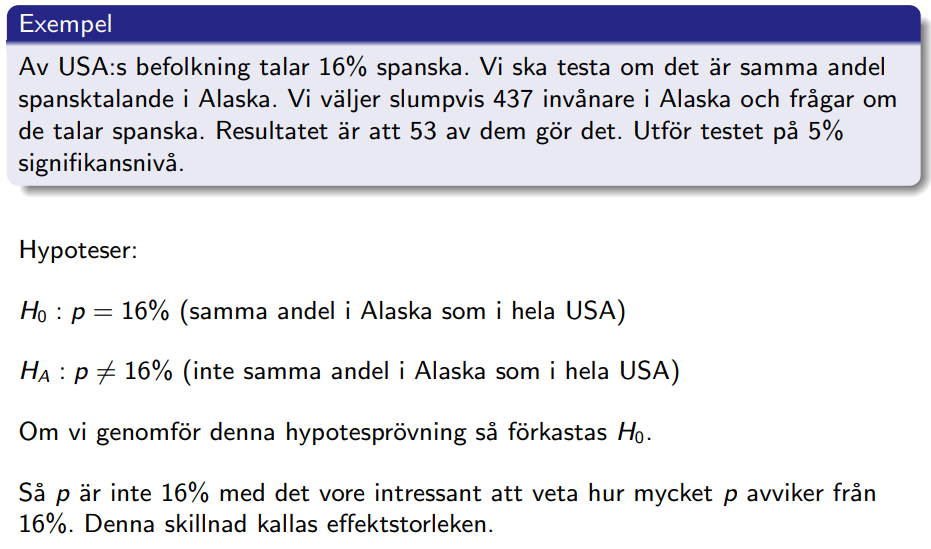 Exempel
Av USA:s befolkning talar 16% spanska. Vi ska testa om det är samma andel
spansktalande i Alaska. Vi väljer slumpvis 437 invånare i Alaska och frågar om
de talar spanska. Resultatet är att 53 av dem gör det. Utför testet på 5%
signifikansnivå.
Hypoteser:
H₀ : p = 16% (samma andel i Alaska som i hela USA)
H_A : p ≠ 16% (inte samma andel i Alaska som i hela USA)
Om vi genomför denna hypotesprövning så förkastas H₀.
Så p är inte 16% med det vore intressant att veta hur mycket p avviker från
16%. Denna skillnad kallas effektstorleken.